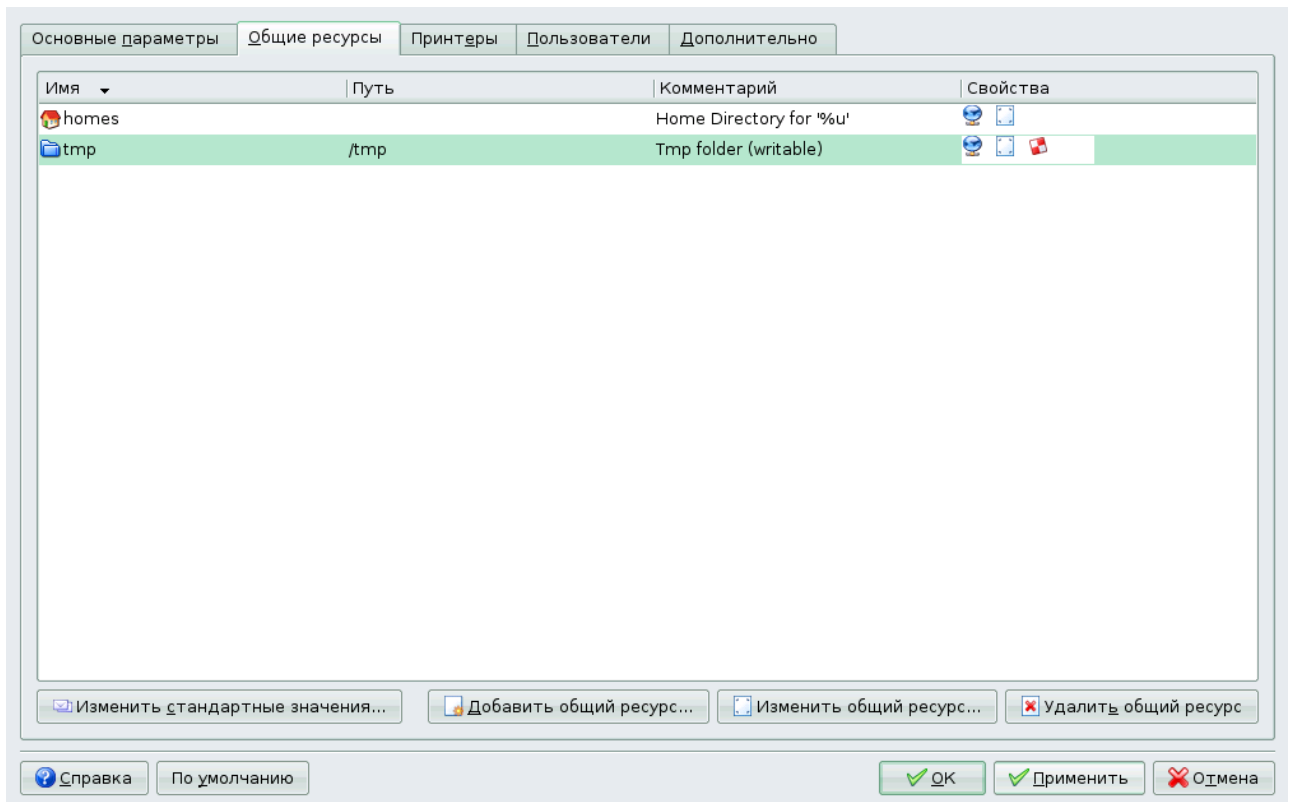 Основные параметры Общие ресурсы Принтеры Пользователи Дополнительно
Имя Путь Комментарий Свойства
homes Home Directory for '%u'
tmp /tmp Tmp folder (writable)
Изменить стандартные значения... Добавить общий ресурс... Изменить общий ресурс... Удалить общий ресурс
Справка По умолчанию OK Применить Отмена